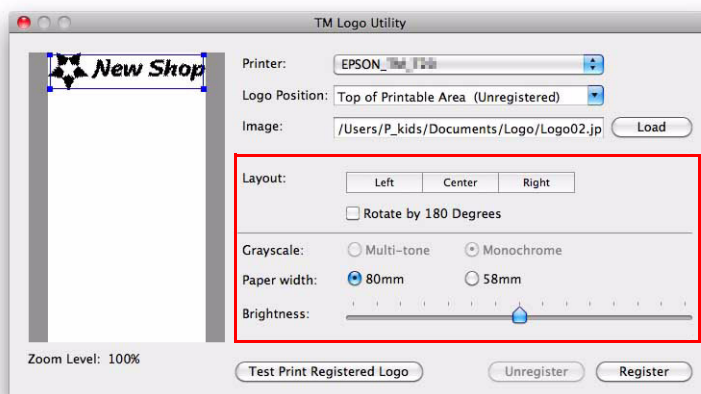 TM Logo Utility
New Shop
Printer: EPSON_
Logo Position: Top of Printable Area (Unregistered)
Image: /Users/P_kids/Documents/Logo/Logo02.jp Load
Layout: Left Center Right
Rotate by 180 Degrees
Grayscale: Multi-tone Monochrome
Paper width: 80mm 58mm
Brightness:
Zoom Level: 100%
Test Print Registered Logo Unregister Register